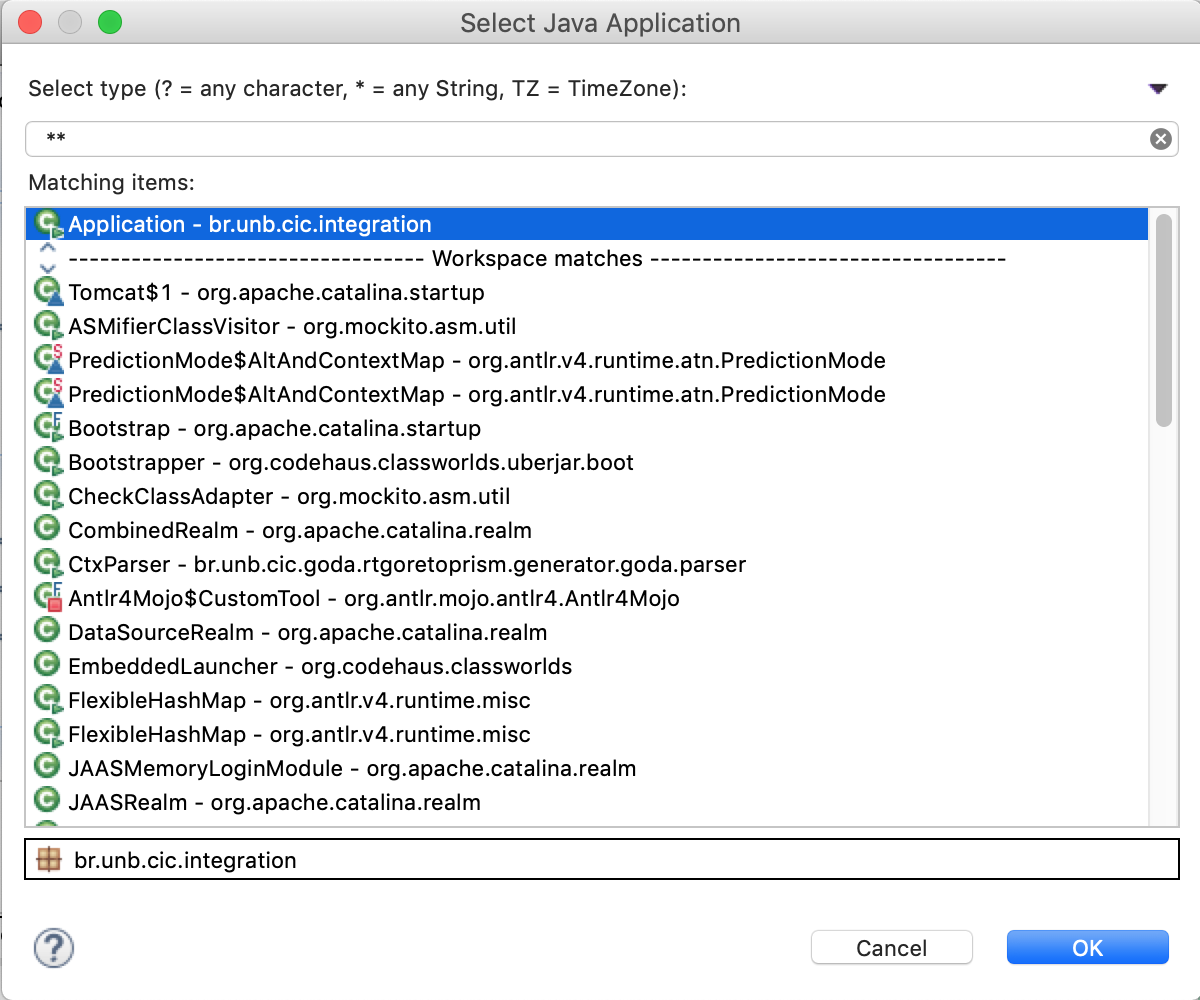 Select Java Application
Select type (? = any character, * = any String, TZ = TimeZone):
**
Matching items:
Application - br.unb.cic.integration
---------------------------------- Workspace matches ----------------------------------
Tomcat$1 - org.apache.catalina.startup
ASMifierClassVisitor - org.mockito.asm.util
PredictionMode$AltAndContextMap - org.antlr.v4.runtime.atn.PredictionMode
PredictionMode$AltAndContextMap - org.antlr.v4.runtime.atn.PredictionMode
Bootstrap - org.apache.catalina.startup
Bootstrapper - org.codehaus.classworlds.uberjar.boot
CheckClassAdapter - org.mockito.asm.util
CombinedRealm - org.apache.catalina.realm
CtxParser - br.unb.cic.goda.rtgoretoprism.generator.goda.parser
Antlr4Mojo$CustomTool - org.antlr.mojo.antlr4.Antlr4Mojo
DataSourceRealm - org.apache.catalina.realm
EmbeddedLauncher - org.codehaus.classworlds
FlexibleHashMap - org.antlr.v4.runtime.misc
FlexibleHashMap - org.antlr.v4.runtime.misc
JAASMemoryLoginModule - org.apache.catalina.realm
JAASRealm - org.apache.catalina.realm
br.unb.cic.integration
Cancel
OK